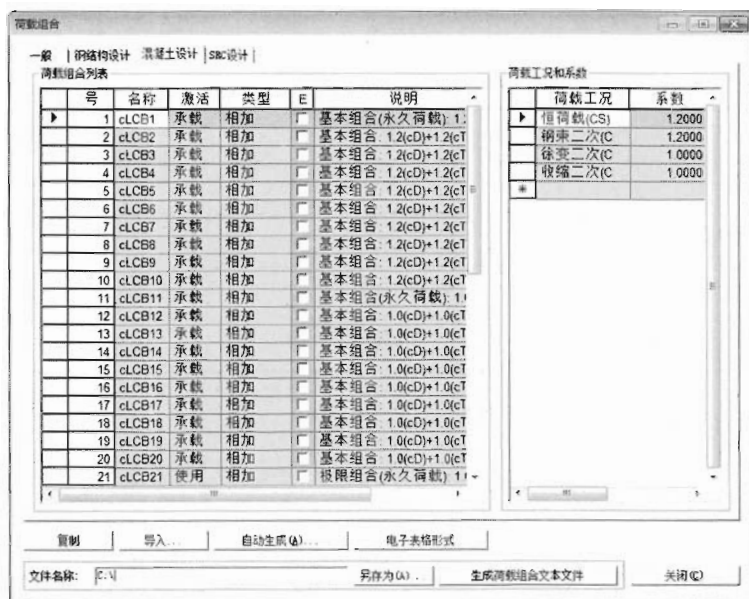 荷载组合
一般 | 钢结构设计 混凝土设计 | SRC设计 |
荷载组合列表
号 名称 激活 类型 E 说明
1 cLCB1 承载 相加 基本组合(永久荷载): 1.
2 cLCB2 承载 相加 基本组合: 1.2(cD)+1.2(cT
3 cLCB3 承载 相加 基本组合: 1.2(cD)+1.2(cT
4 cLCB4 承载 相加 基本组合: 1.2(cD)+1.2(cT
5 cLCB5 承载 相加 基本组合: 1.2(cD)+1.2(cT
6 cLCB6 承载 相加 基本组合: 1.2(cD)+1.2(cT
7 cLCB7 承载 相加 基本组合: 1.2(cD)+1.2(cT
8 cLCB8 承载 相加 基本组合: 1.2(cD)+1.2(cT
9 cLCB9 承载 相加 基本组合: 1.2(cD)+1.2(cT
10 cLCB10 承载 相加 基本组合: 1.2(cD)+1.2(cT
11 cLCB11 承载 相加 基本组合(永久荷载): 1.
12 cLCB12 承载 相加 基本组合: 1.0(cD)+1.0(cT
13 cLCB13 承载 相加 基本组合: 1.0(cD)+1.0(cT
14 cLCB14 承载 相加 基本组合: 1.0(cD)+1.0(cT
15 cLCB15 承载 相加 基本组合: 1.0(cD)+1.0(cT
16 cLCB16 承载 相加 基本组合: 1.0(cD)+1.0(cT
17 cLCB17 承载 相加 基本组合: 1.0(cD)+1.0(cT
18 cLCB18 承载 相加 基本组合: 1.0(cD)+1.0(cT
19 cLCB19 承载 相加 基本组合: 1.0(cD)+1.0(cT
20 cLCB20 承载 相加 基本组合: 1.0(cD)+1.0(cT
21 cLCB21 使用 相加 极限组合(永久荷载): 1.
荷载工况和系数
荷载工况 系数
恒荷载(CS) 1.2000
钢束二次(C 1.2000
徐变二次(C 1.0000
收缩二次(C 1.0000
*
复制 导入... 自动生成(A)... 电子表格形式
文件名称: C:\ 另存为(A)... 生成荷载组合文本文件 关闭(C)